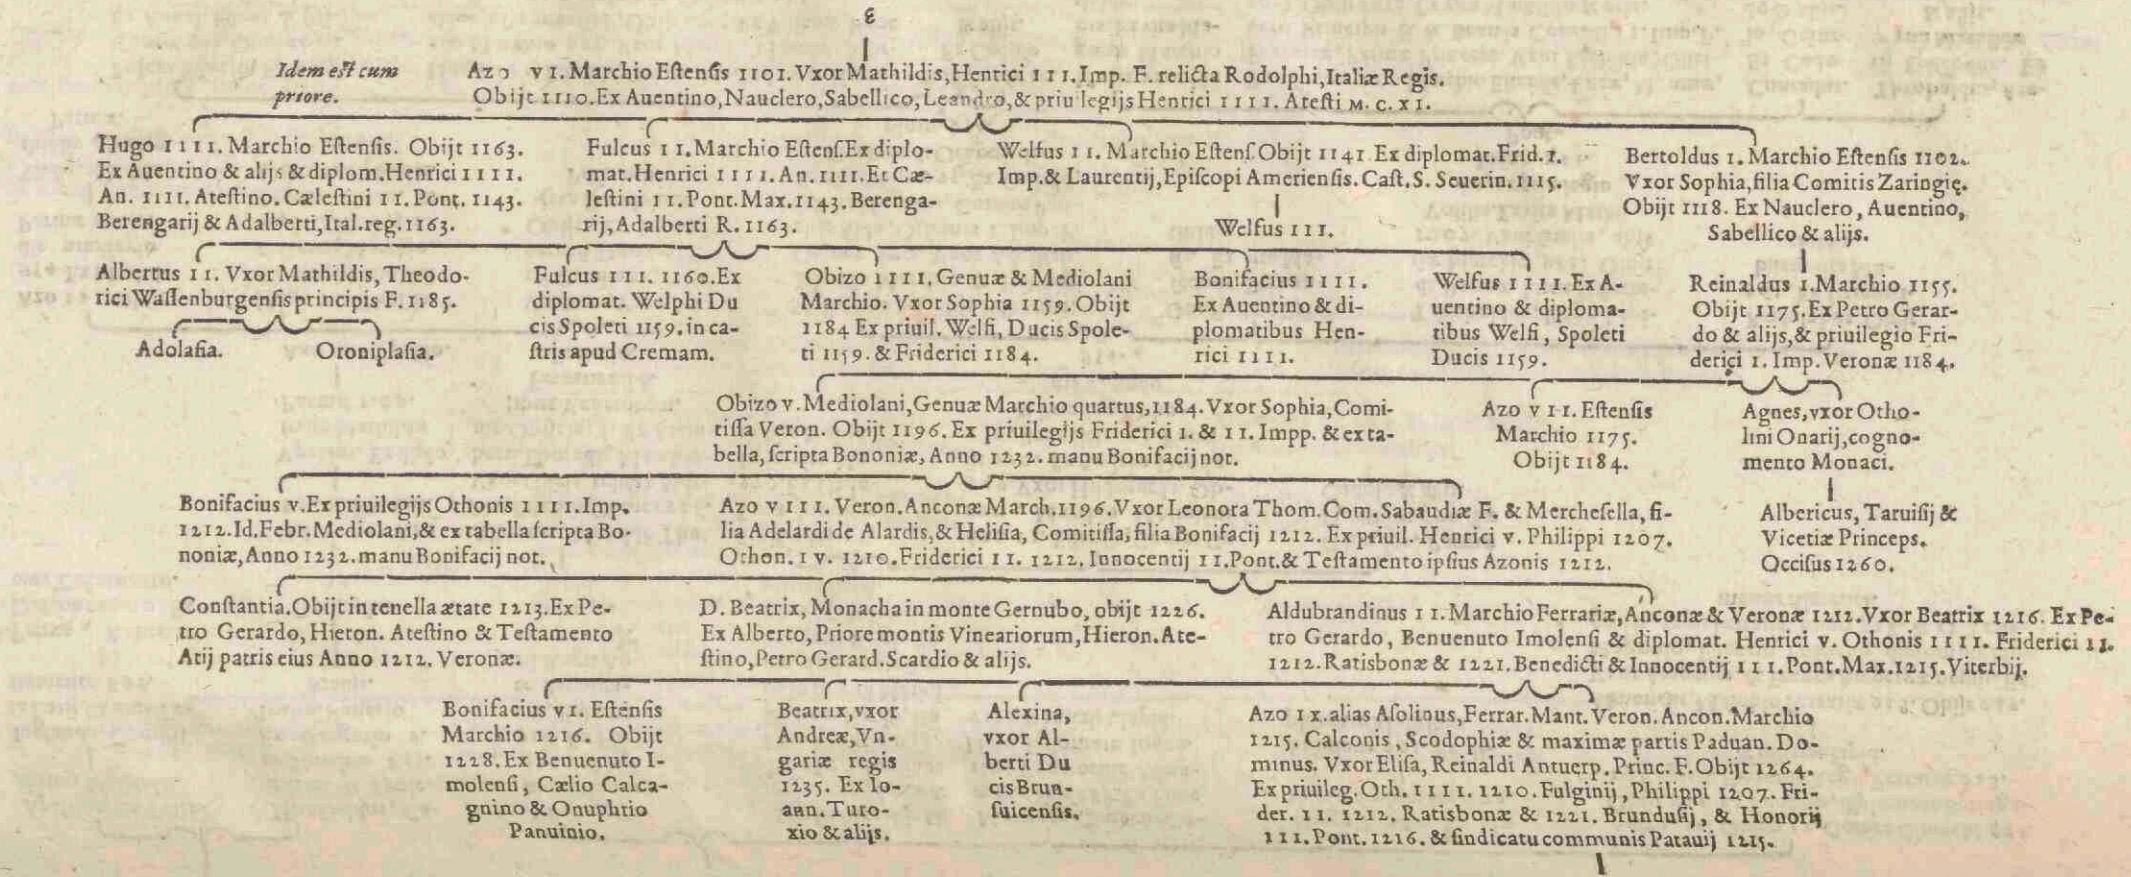 ε
Idem est cum
priore.
Azo VI. Marchio Estensis 1101. Vxor Mathildis, Henrici III. Imp. F. relicta Rodolphi, Italiæ Regis.
Obijt 1110. Ex Auentino, Nauclero, Sabellico, Leandro, & priuilegijs Henrici IIII. Atesti M. C. XI.
Hugo IIII. Marchio Estensis. Obijt 1163.
Ex Auentino & alijs & diplom. Henrici IIII.
An. IIII. Atestino. Cælestini II. Pont. 1143.
Berengarij & Adalberti, Ital. reg. 1163.
Fulcus II. Marchio Estens. Ex diplo-
mat. Henrici IIII. An. IIII. Et Cæ-
lestini II. Pont. Max. 1143. Berenga-
rij, Adalberti R. 1163.
Welfus II. Marchio Estens. Obijt 1141 Ex diplomat. Frid. I.
Imp. & Laurentij, Episcopi Ameriensis. Cast. S. Seuerin. 1115.
Welfus III.
Bertoldus I. Marchio Estensis 1102.
Vxor Sophia, filia Comitis Zaringię.
Obijt 1118. Ex Nauclero, Auentino,
Sabellico & alijs.
Albertus II. Vxor Mathildis, Theodo-
rici Wassenburgensis principis F. 1185.
Adolasia.
Oroniplasia.
Fulcus III. 1160. Ex
diplomat. Welphi Du
cis Spoleti 1159. in ca-
stris apud Cremam.
Obizo IIII. Genuæ & Mediolani
Marchio. Vxor Sophia 1159. Obijt
1184 Ex priuil. Welfi, Ducis Spole-
ti 1159. & Friderici 1184.
Bonifacius IIII.
Ex Auentino & di-
plomatibus Hen-
rici IIII.
Welfus IIII. Ex A-
uentino & diploma-
tibus Welfi, Spoleti
Ducis 1159.
Reinaldus I. Marchio 1155.
Obijt 1175. Ex Petro Gerar-
do & alijs, & priuilegio Fri-
derici I. Imp. Veronæ 1184.
Obizo V. Mediolani, Genuæ Marchio quartus, 1184. Vxor Sophia, Comi-
tissa Veron. Obijt 1196. Ex priuilegijs Friderici I. & II. Impp. & ex ta-
bella, scripta Bononiæ, Anno 1232. manu Bonifacij not.
Azo VII. Estensis
Marchio 1175.
Obijt 1184.
Agnes, vxor Otho-
lini Onarij, cogno-
mento Monaci.
Albericus, Taruisij &
Vicetiæ Princeps.
Occisus 1260.
Bonifacius V. Ex priuilegijs Othonis IIII. Imp.
1212. Id. Febr. Mediolani, & ex tabella scripta Bo-
noniæ, Anno 1232. manu Bonifacij not.
Azo VIII. Veron. Anconæ March. 1196. Vxor Leonora Thom. Com. Sabaudiæ F. & Merchesella, fi-
lia Adelardi de Alardis, & Helisia, Comitissa, filia Bonifacij 1212. Ex priuil. Henrici V. Philippi 1207.
Othon. IV. 1210. Friderici II. 1212. Innocentij II. Pont. & Testamento ipsius Azonis 1212.
Constantia. Obijt in tenella ætate 1213. Ex Pe-
tro Gerardo, Hieron. Atestino & Testamento
Atij patris eius Anno 1212. Veronæ.
D. Beatrix, Monacha in monte Gernubo, obijt 1226.
Ex Alberto, Priore montis Vineariorum, Hieron. Ate-
stino, Petro Gerard. Scardio & alijs.
Aldubrandinus II. Marchio Ferrariæ, Anconæ & Veronæ 1212. Vxor Beatrix 1216. Ex Pe-
tro Gerardo, Benuenuto Imolensi & diplomat. Henrici V. Othonis IIII. Friderici II.
1212. Ratisbonæ & 1221. Benedicti & Innocentij III. Pont. Max. 1215. Viterbij.
Bonifacius VI. Estensis
Marchio 1216. Obijt
1228. Ex Benuenuto I-
molensi, Cælio Calca-
gnino & Onuphrio
Panuinio.
Beatrix, vxor
Andreæ, Vn-
gariæ regis
1235. Ex Io-
ann. Turo-
xio & alijs.
Alexina,
vxor Al-
berti Du
cis Brun-
suicensis.
Azo IX. alias Asolinus, Ferrar. Mant. Veron. Ancon. Marchio
1215. Calconis, Scodophiæ & maximæ partis Paduan. Do-
minus. Vxor Elisa, Reinaldi Antuerp. Princ. F. Obijt 1264.
Ex priuileg. Oth. IIII. 1210. Fulginij, Philippi 1207. Fri-
der. II. 1212. Ratisbonæ & 1221. Brundusij, & Honorij
III. Pont. 1216. & sindicatu communis Patauij 1215.